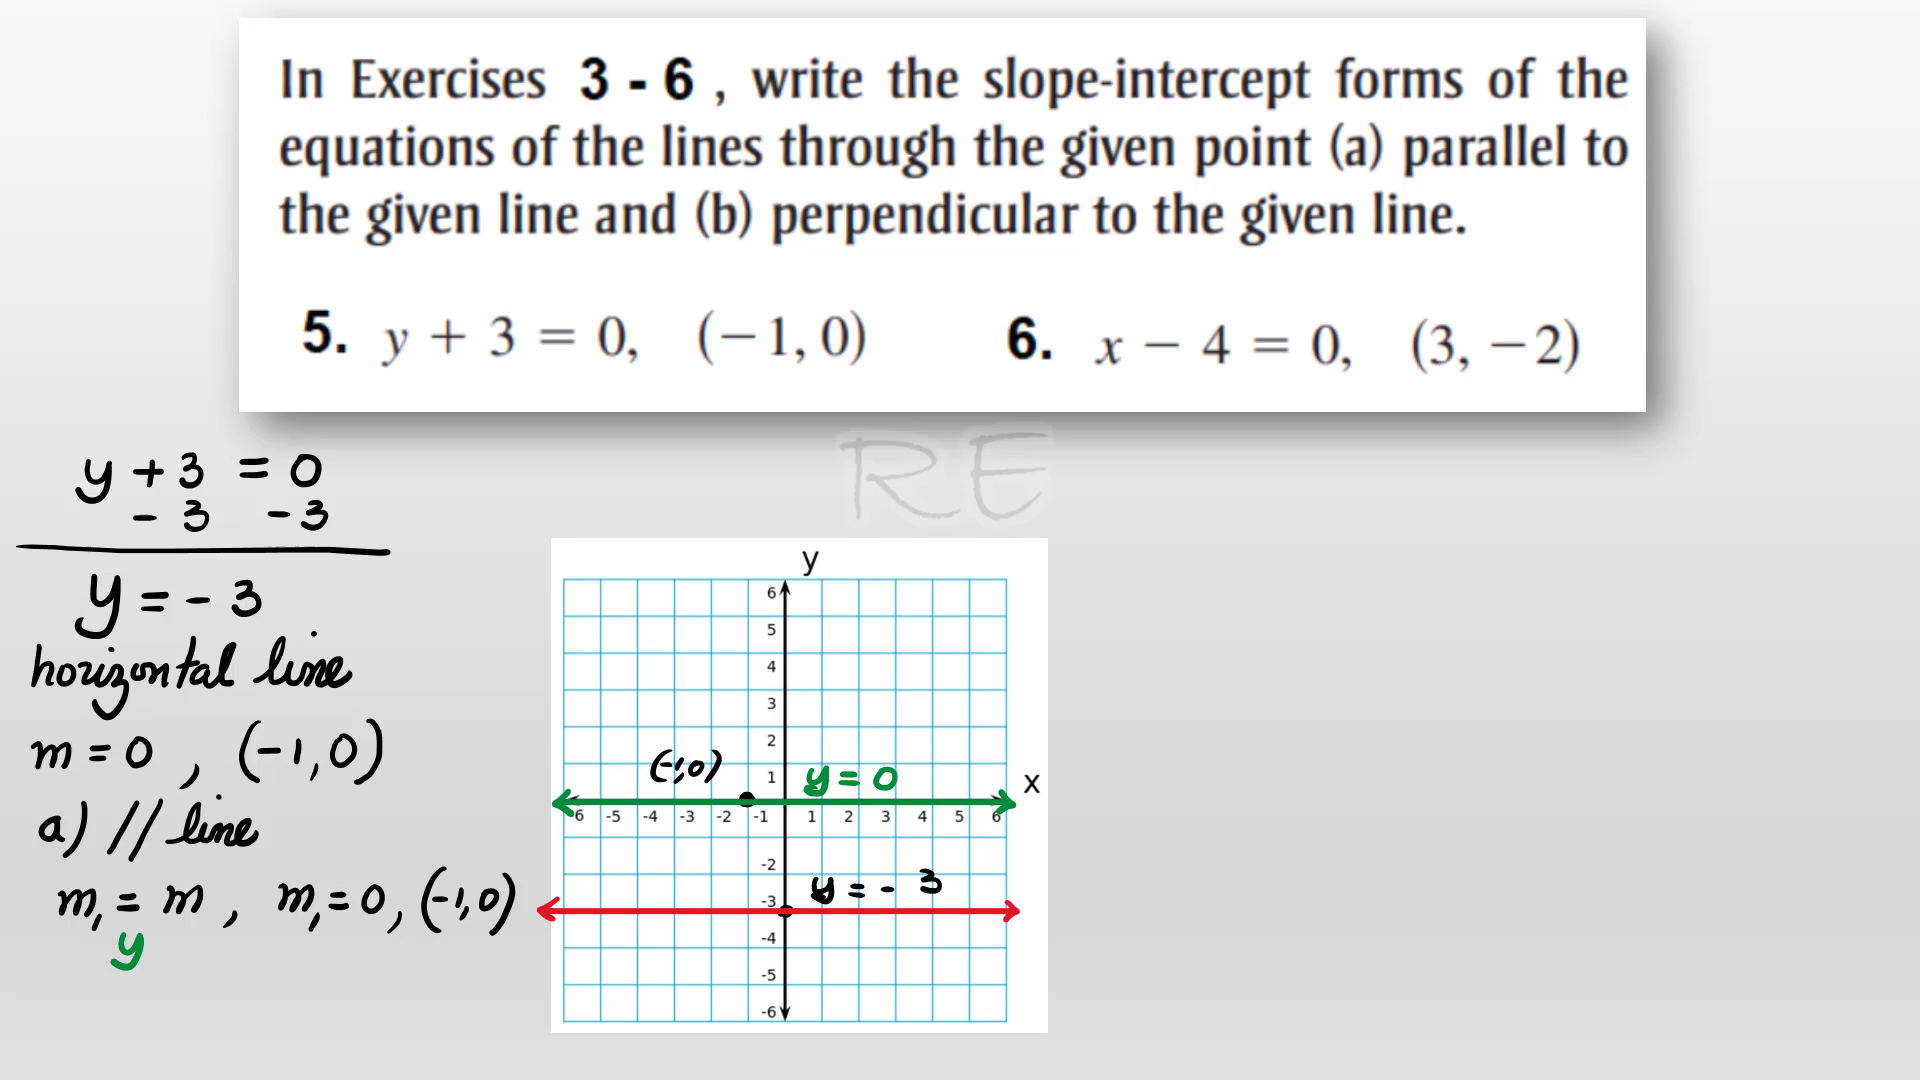 In Exercises 3 - 6 , write the slope-intercept forms of the
equations of the lines through the given point (a) parallel to
the given line and (b) perpendicular to the given line.
5. y + 3 = 0, (−1, 0)
6. x − 4 = 0, (3, −2)
RE
y + 3 = 0
- 3 - 3
y = - 3
horizontal line
m = 0 , (-1,0)
a) // line
m₁ = m , m₁ = 0, (-1,0)
y
y
6
5
4
3
2
(-1,0)
1
y = 0
x
-6 -5 -4 -3 -2 -1 1 2 3 4 5 6
-2
y = - 3
-3
-4
-5
-6